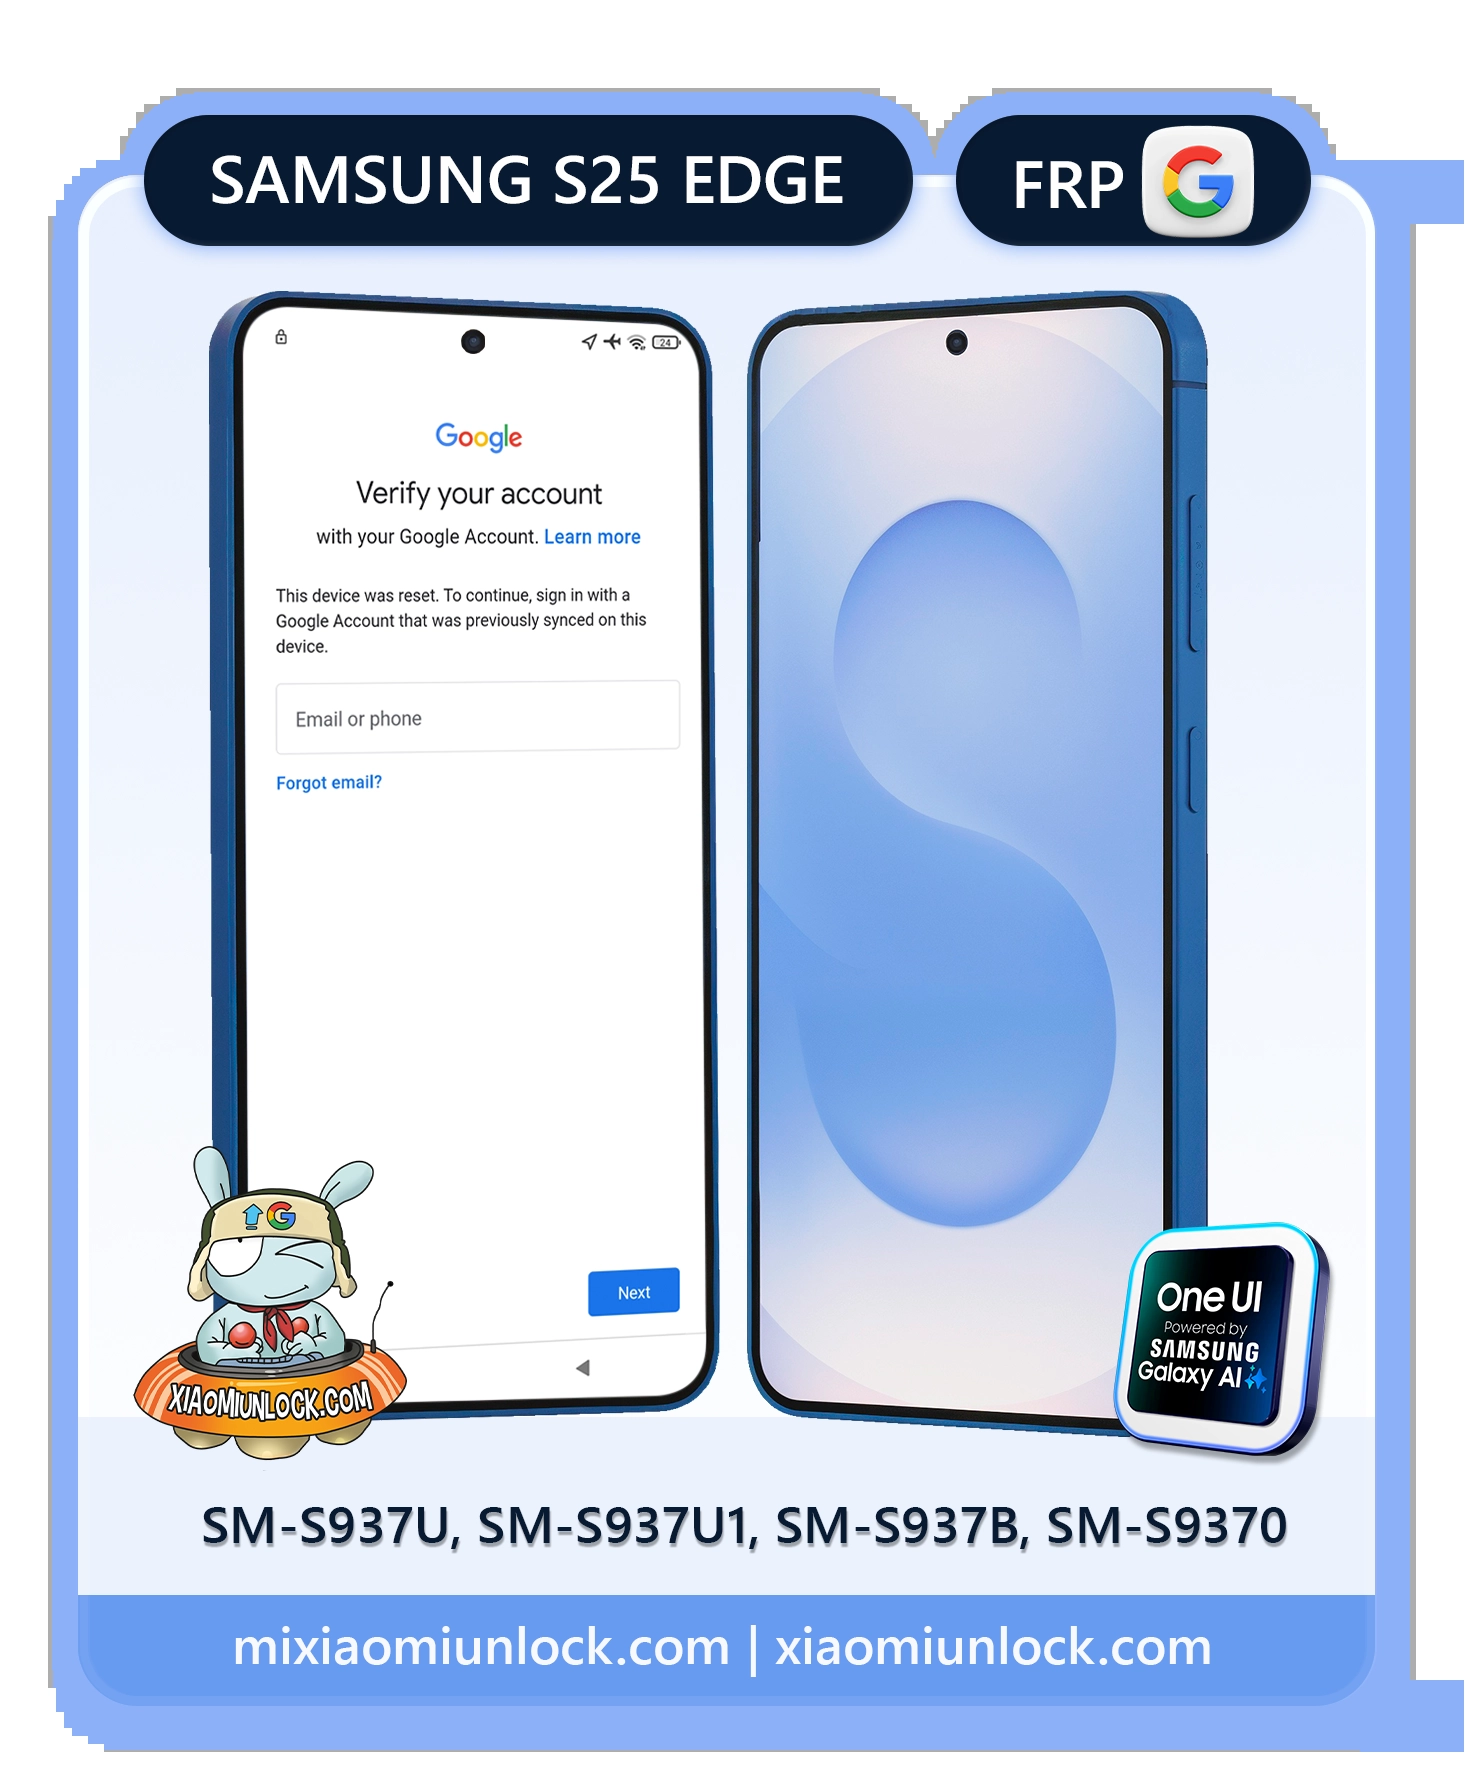 SAMSUNG S25 EDGE
FRP G
24
Google
Verify your account
with your Google Account. Learn more
This device was reset. To continue, sign in with a
Google Account that was previously synced on this
device.
Email or phone
Forgot email?
Next
G
XIAOMIUNLOCK.COM
One UI
Powered by
SAMSUNG
Galaxy AI
SM-S937U, SM-S937U1, SM-S937B, SM-S9370
mixiaomiunlock.com | xiaomiunlock.com